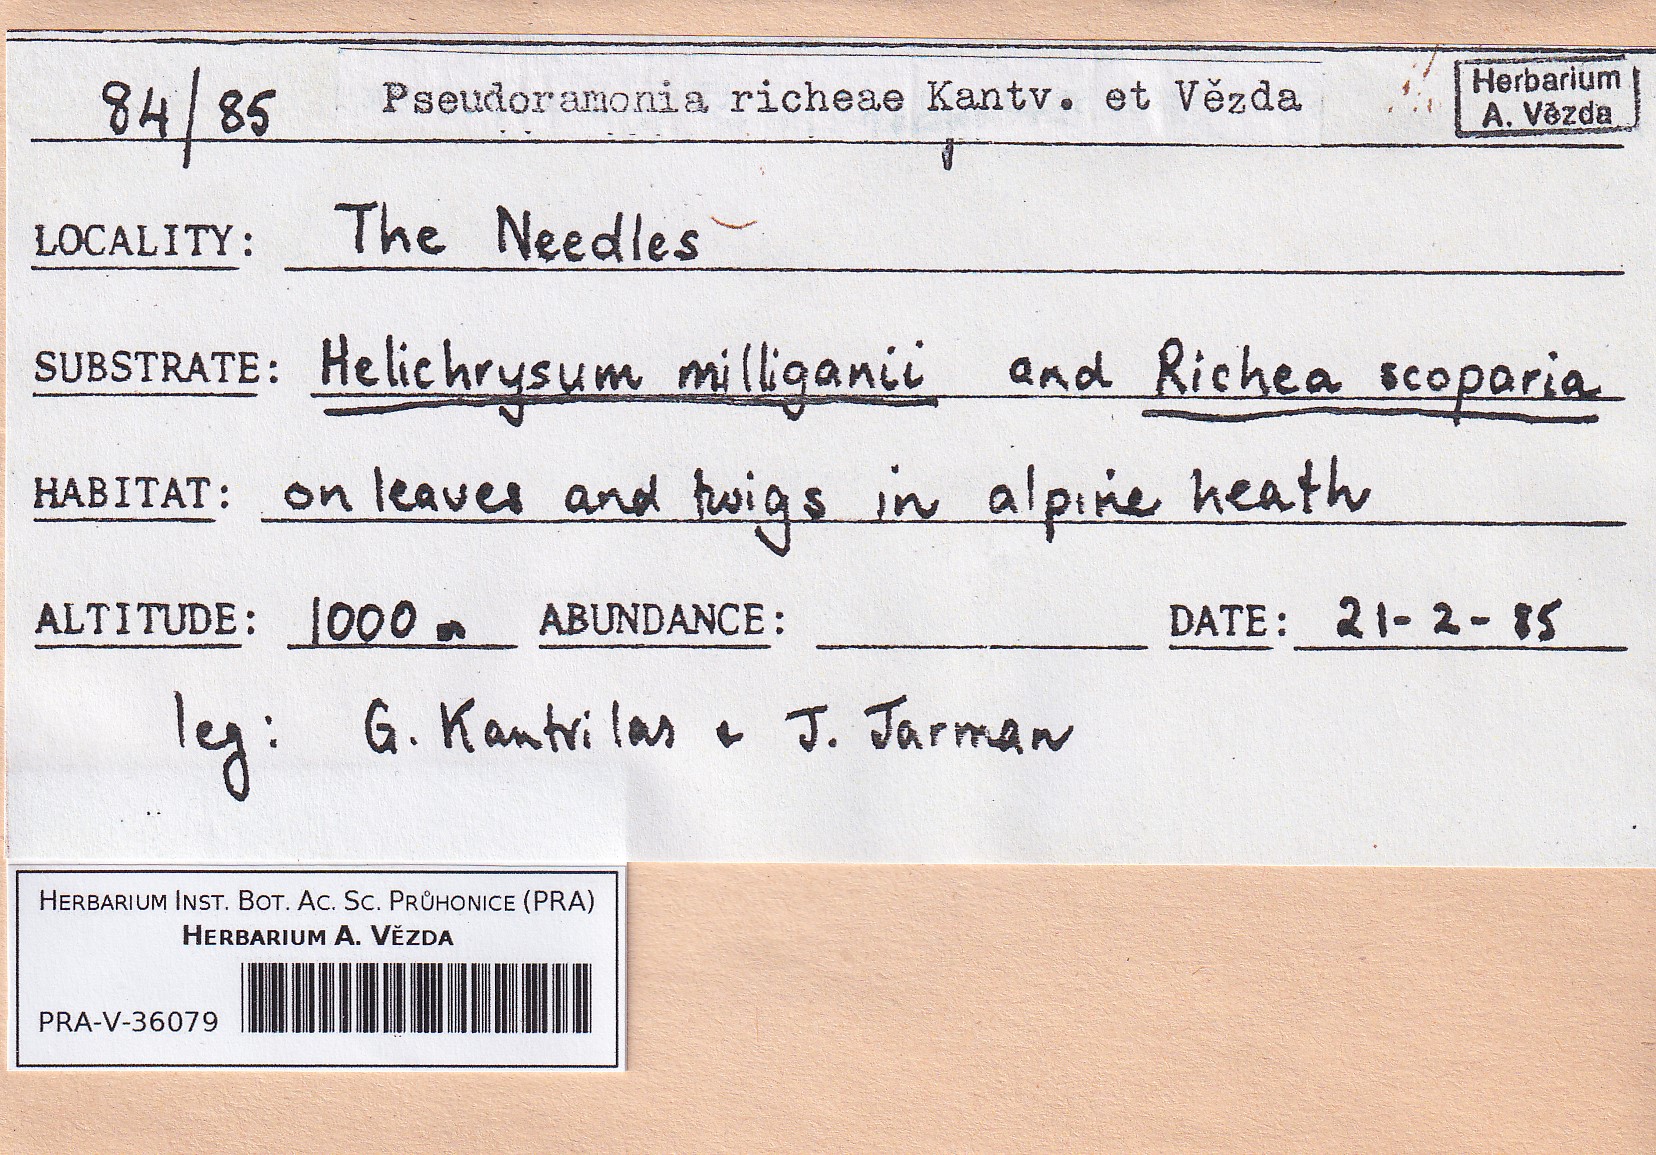 84/85 Pseudoramonia richeae Kantv. et Vězda
Herbarium
A. Vězda
LOCALITY: The Needles
SUBSTRATE: Helichrysum milliganii and Richea scoparia
HABITAT: on leaves and twigs in alpine heath
ALTITUDE: 1000 m ABUNDANCE: DATE: 21-2-85
leg: G. Kantvilas & J. Jarman
HERBARIUM INST. BOT. AC. SC. PRŮHONICE (PRA)
HERBARIUM A. VĚZDA
PRA-V-36079